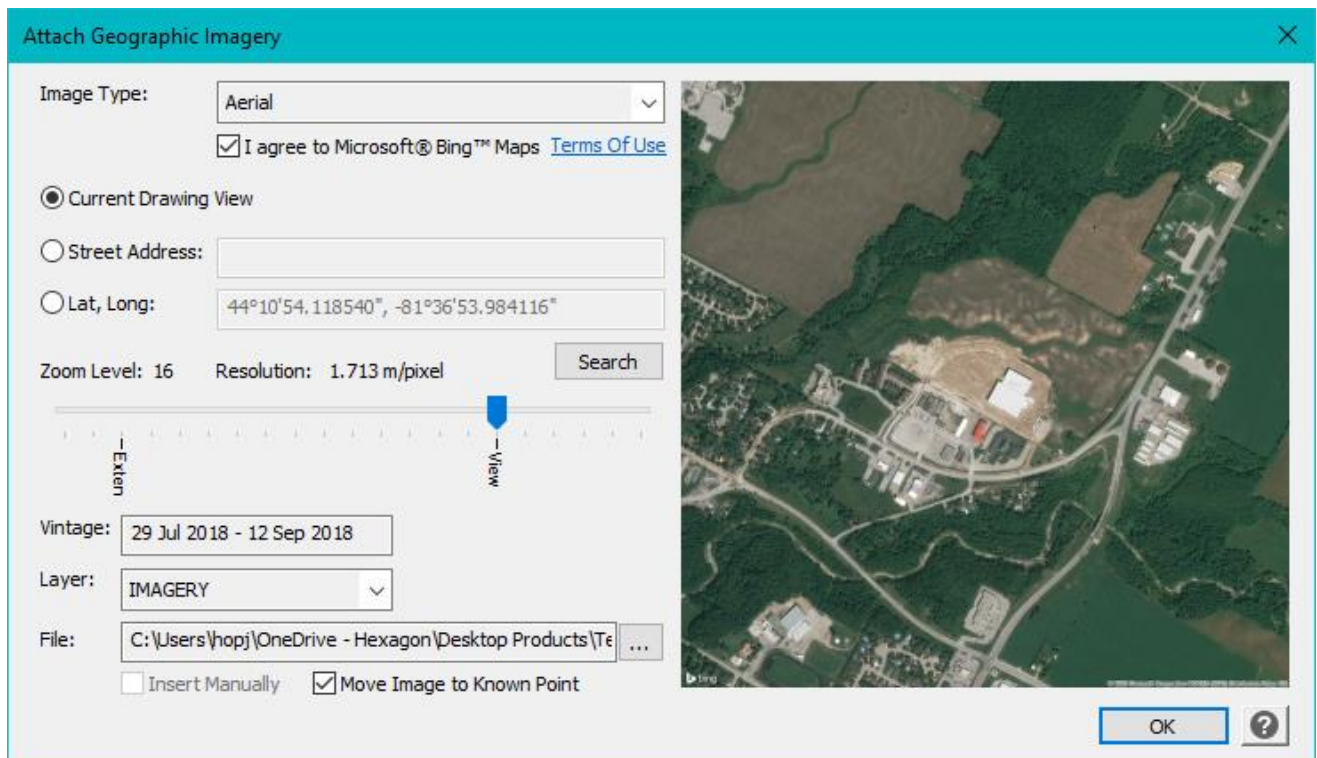 Attach Geographic Imagery
Image Type:
Aerial
I agree to Microsoft® Bing™ Maps Terms Of Use
Current Drawing View
Street Address:
Lat, Long:
44°10'54.118540", -81°36'53.984116"
Zoom Level: 16 Resolution: 1.713 m/pixel
Search
Exten
View
Vintage: 29 Jul 2018 - 12 Sep 2018
Layer: IMAGERY
File: C:\Users\hopj\OneDrive - Hexagon\Desktop Products\Te ...
Insert Manually Move Image to Known Point
bing
OK ?